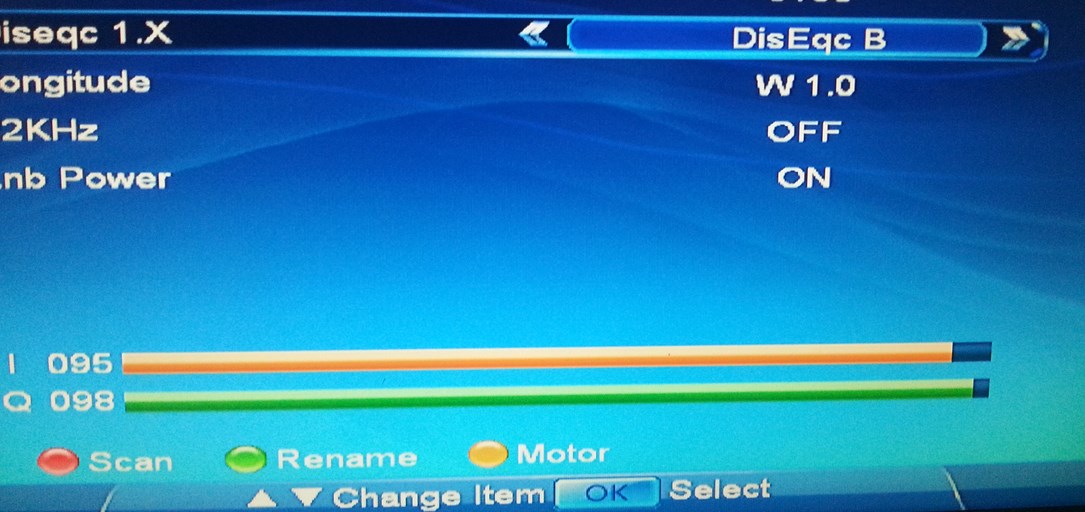 iseqc 1.X DisEqc B
ongitude W 1.0
2KHz OFF
nb Power ON
I 095
Q 098
Scan Rename Motor
Change Item OK Select